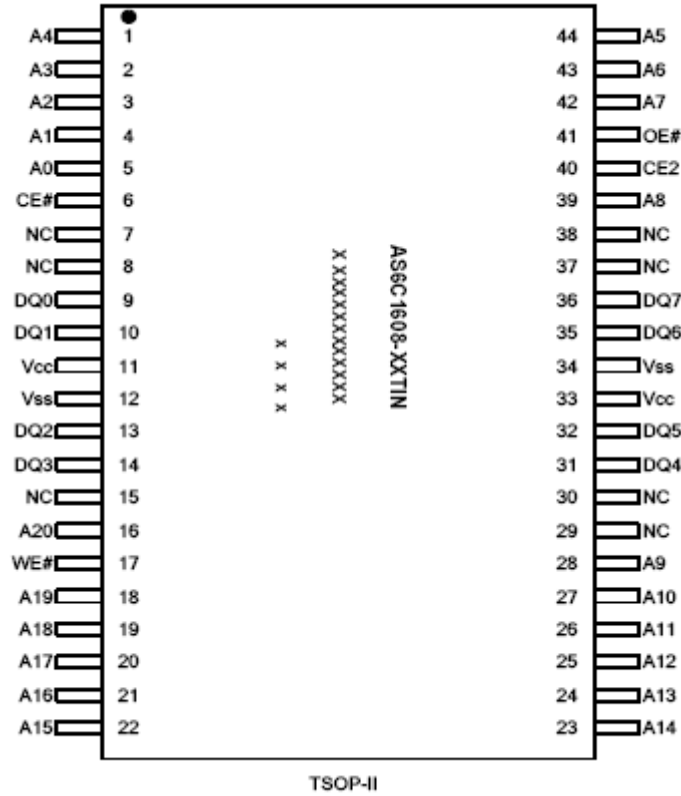 A4 1 44 A5
A3 2 43 A6
A2 3 42 A7
A1 4 41 OE#
A0 5 40 CE2
CE# 6 39 A8
NC 7 38 NC
NC 8 37 NC
DQ0 9 36 DQ7
DQ1 10 35 DQ6
Vcc 11 34 Vss
Vss 12 33 Vcc
DQ2 13 32 DQ5
DQ3 14 31 DQ4
NC 15 30 NC
A20 16 29 NC
WE# 17 28 A9
A19 18 27 A10
A18 19 26 A11
A17 20 25 A12
A16 21 24 A13
A15 22 23 A14
AS6C1608-XXTIN
X XXXXXXXXXXX
X X X X
TSOP-II